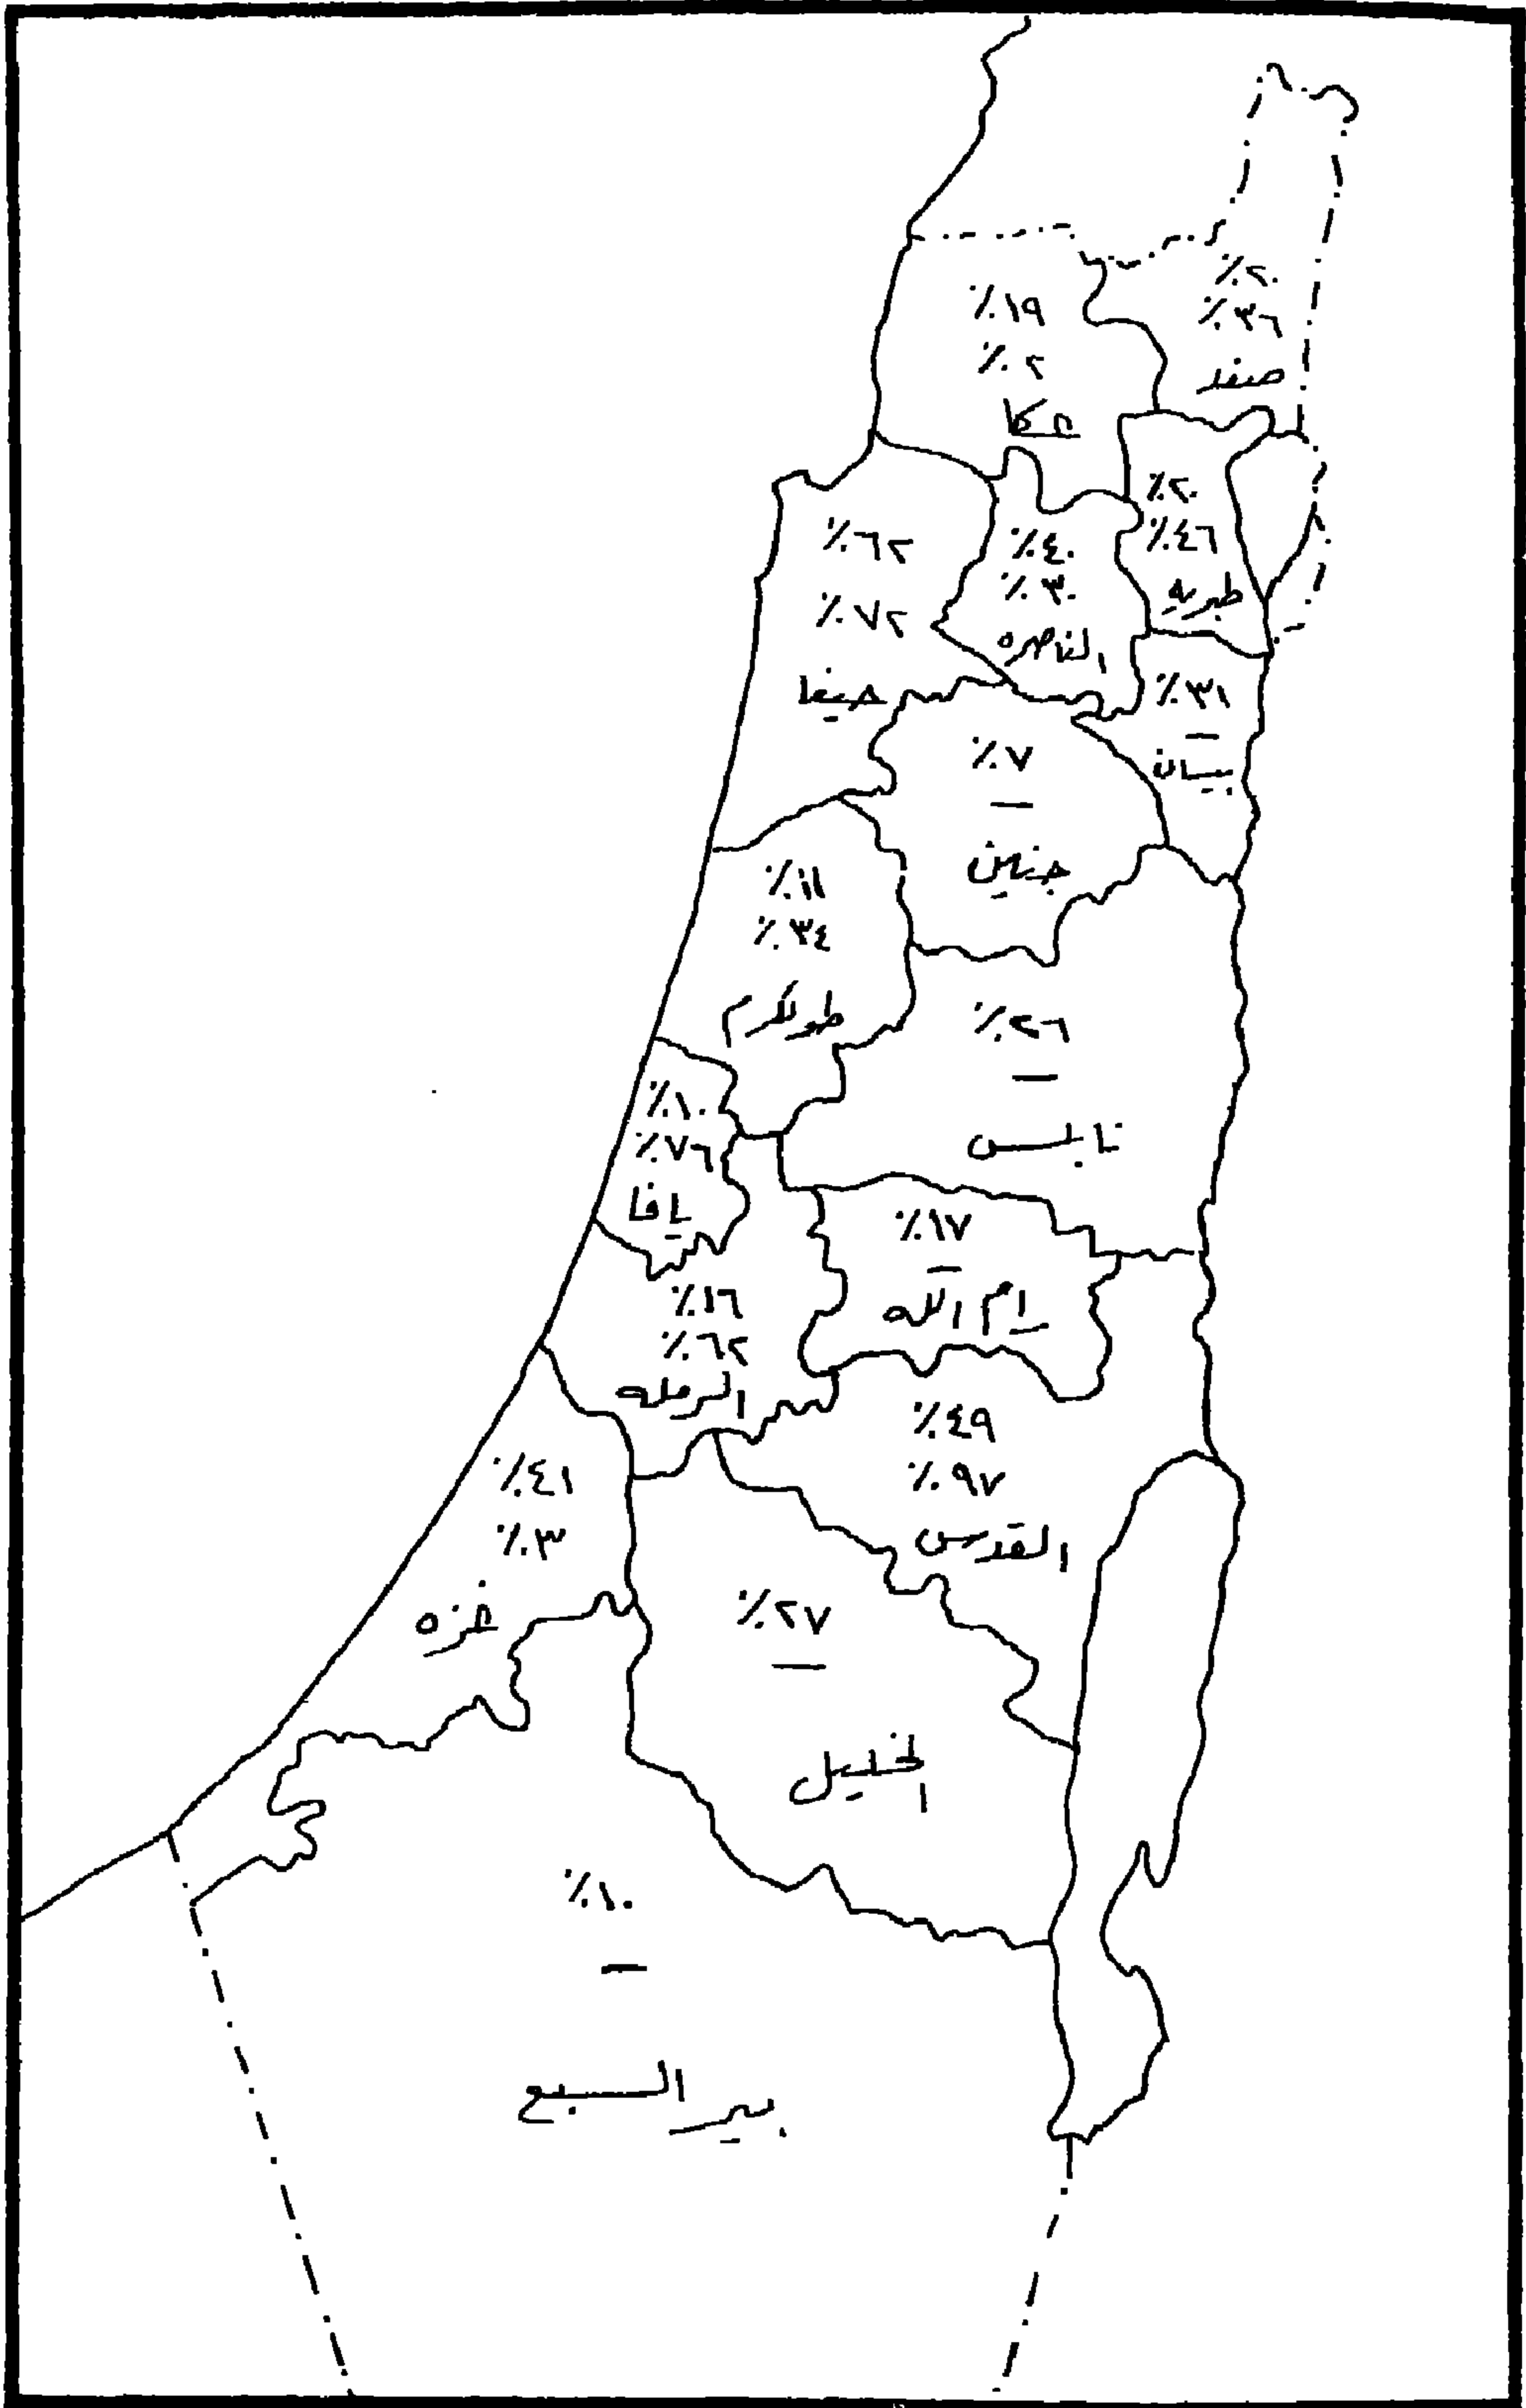 ٢٠٪
٣٦٪
صفد
١٩٪
٢٪
عكا
٢٠٪
٤٦٪
طبريه
٦٢٪
٧٢٪
حيفا
٤٠٪
٣٠٪
الناصره
٣١٪
—
بيسان
٧٪
—
جنين
١١٪
٣٤٪
طولكرم
٢٦٪
—
نابلس
١٠٪
٧٦٪
يافا
١٧٪
—
رام الله
١٦٪
٦٢٪
الرمله
٤٩٪
٩٧٪
القدس
٤١٪
٣٪
غزه
٢٧٪
—
الخليل
١٠٪
—
بير السبع